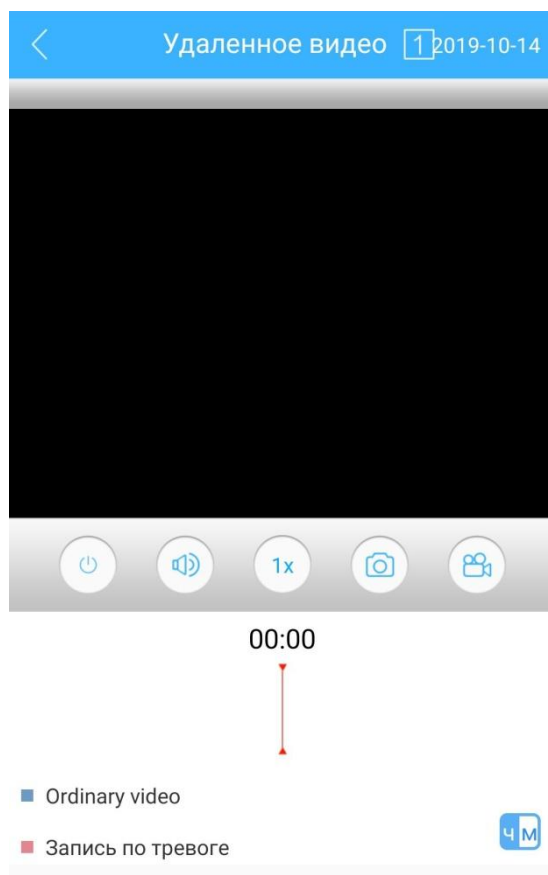 Удаленное видео 1 2019-10-14
1x
00:00
Ordinary video
Запись по тревоге
Ч М